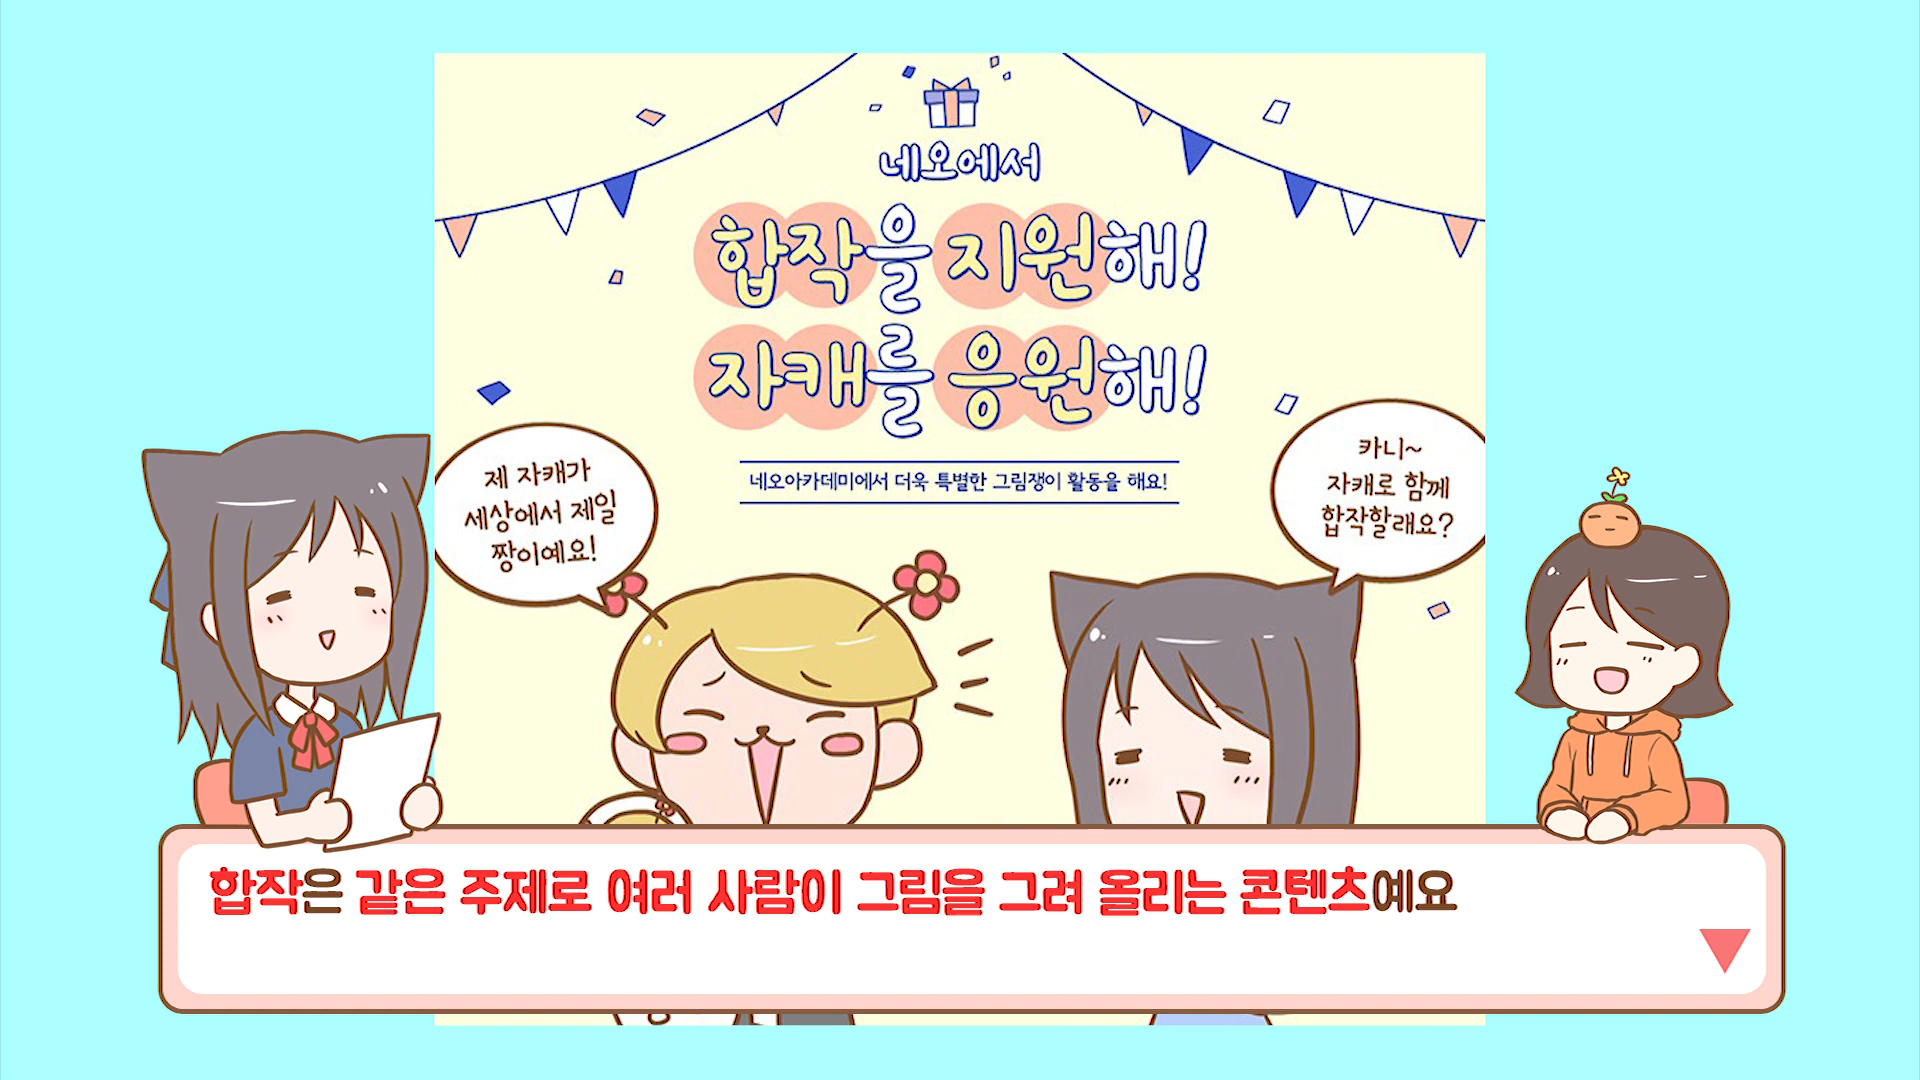 네오에서
합작을 지원해!
자캐를 응원해!
네오아카데미에서 더욱 특별한 그림쟁이 활동을 해요!
제 자캐가
세상에서 제일
짱이예요!
카니~
자캐로 함께
합작할래요?
합작은 같은 주제로 여러 사람이 그림을 그려 올리는 콘텐츠예요